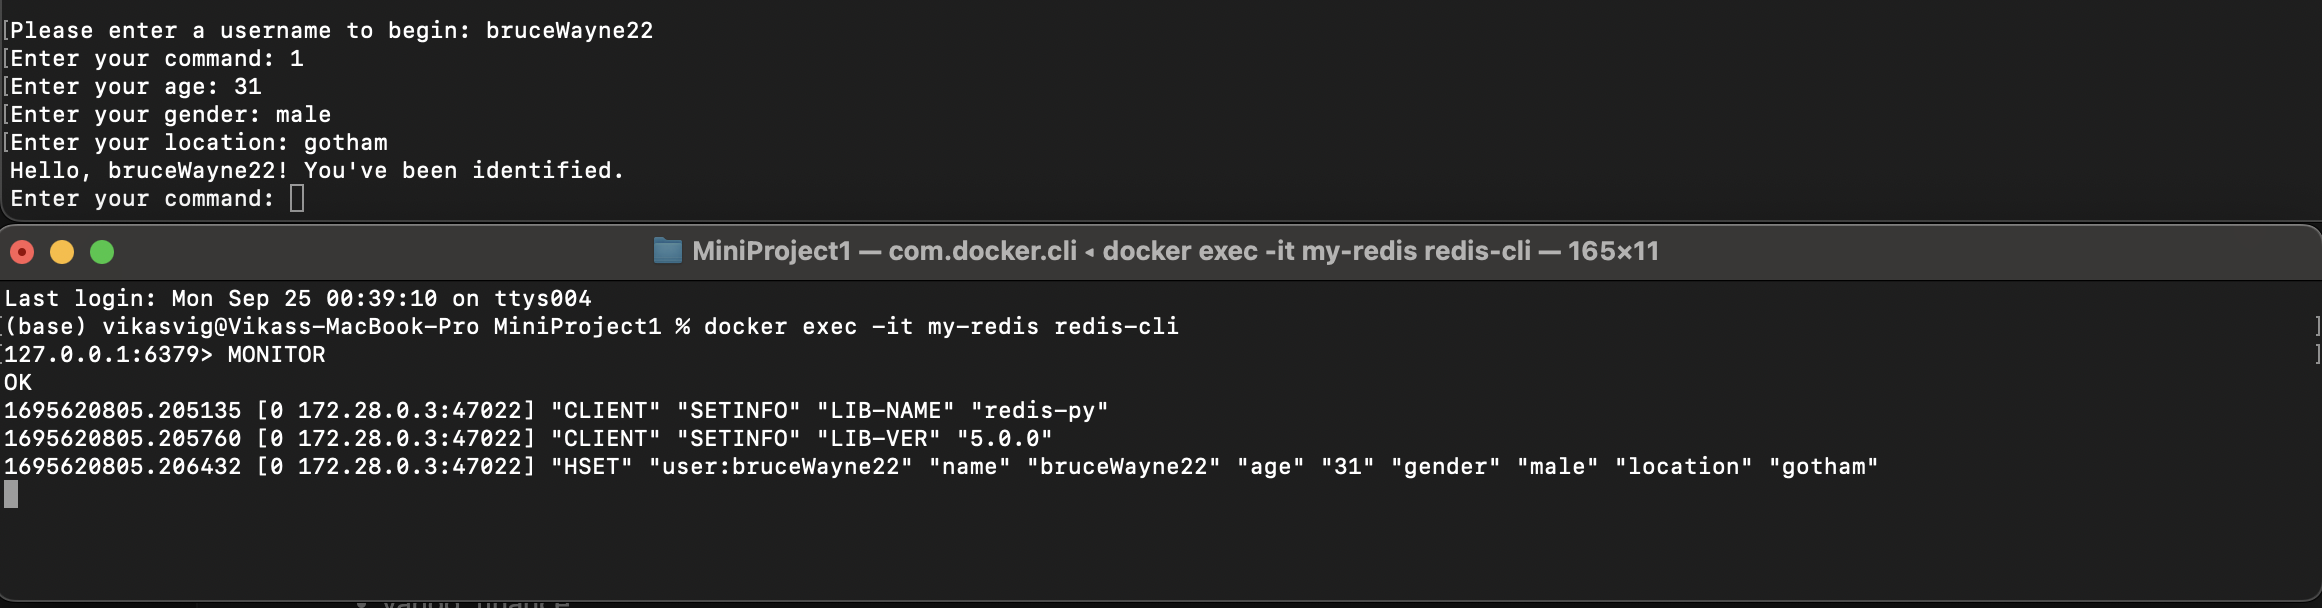 Please enter a username to begin: bruceWayne22
Enter your command: 1
Enter your age: 31
Enter your gender: male
Enter your location: gotham
Hello, bruceWayne22! You've been identified.
Enter your command:
MiniProject1 — com.docker.cli ◂ docker exec -it my-redis redis-cli — 165×11
Last login: Mon Sep 25 00:39:10 on ttys004
(base) vikasvig@Vikass-MacBook-Pro MiniProject1 % docker exec -it my-redis redis-cli
127.0.0.1:6379> MONITOR
OK
1695620805.205135 [0 172.28.0.3:47022] "CLIENT" "SETINFO" "LIB-NAME" "redis-py"
1695620805.205760 [0 172.28.0.3:47022] "CLIENT" "SETINFO" "LIB-VER" "5.0.0"
1695620805.206432 [0 172.28.0.3:47022] "HSET" "user:bruceWayne22" "name" "bruceWayne22" "age" "31" "gender" "male" "location" "gotham"